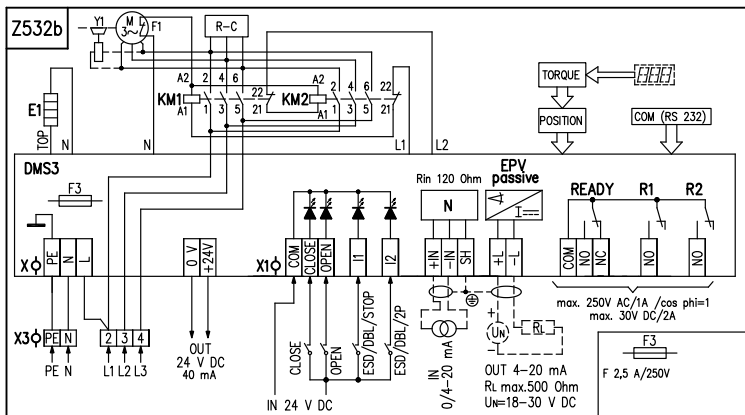 Z532b
Y1
M
3~
F1
R-C
A2
2 4 6
22
A2
2 4 6
22
KM1
KM2
A1
1 3 5
21
A1
1 3 5
21
E1
TOP
N
N
L1
L2
TORQUE
POSITION
COM (RS 232)
DMS3
F3
Rin 120 Ohm
N
EPV
passive
I
READY
R1
R2
X
PE
N
L
0 V
+24V
X1
COM
CLOSE
OPEN
I1
I2
+IN
-IN
SH
+L
-L
COM
NO
NC
NO
NO
max. 250V AC/1A /cos phi=1
max. 30V DC/2A
X3
PE N
2 3 4
PE N
L1 L2 L3
OUT
24 V DC
40 mA
CLOSE
OPEN
ESD/DBL/STOP
ESD/DBL/2P
IN 24 V DC
IN
0/4-20 mA
+
UN
-
RL
OUT 4-20 mA
RL max.500 Ohm
UN=18-30 V DC
F3
F 2,5 A/250V